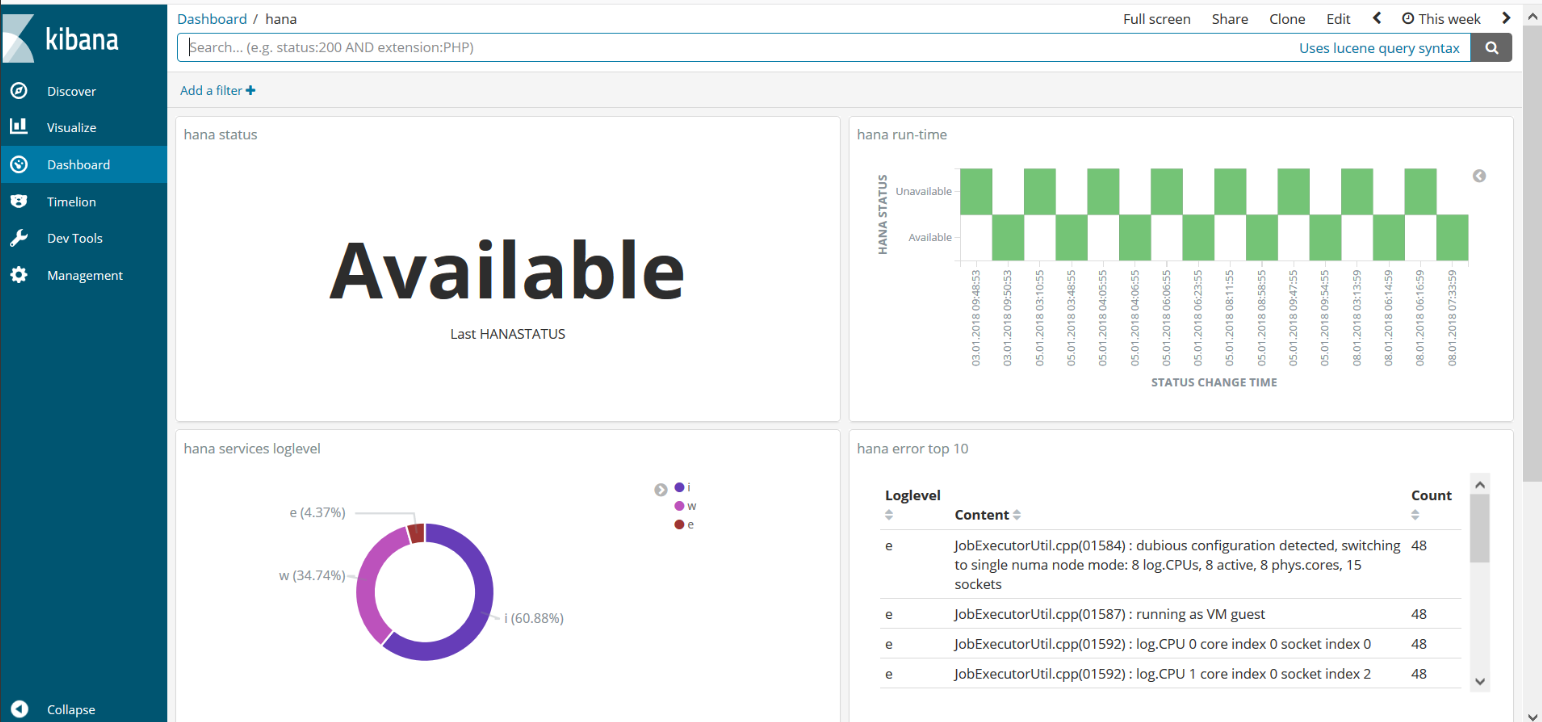 kibana
Discover
Visualize
Dashboard
Timelion
Dev Tools
Management
Collapse
Dashboard / hana
Full screen Share Clone Edit This week
Search... (e.g. status:200 AND extension:PHP)
Uses lucene query syntax
Add a filter +
hana status
Available
Last HANASTATUS
hana run-time
HANA STATUS
Unavailable
Available
03.01.2018 09:48:53
03.01.2018 09:50:53
05.01.2018 03:10:55
05.01.2018 03:48:55
05.01.2018 04:05:55
05.01.2018 04:06:55
05.01.2018 06:06:55
05.01.2018 06:23:55
05.01.2018 08:11:55
05.01.2018 08:58:55
05.01.2018 09:47:55
05.01.2018 09:54:55
08.01.2018 03:13:59
08.01.2018 06:14:59
08.01.2018 06:16:59
08.01.2018 07:33:59
STATUS CHANGE TIME
hana services loglevel
e (4.37%)
w (34.74%)
i (60.88%)
i
w
e
hana error top 10
Loglevel
Content
Count
e JobExecutorUtil.cpp(01584) : dubious configuration detected, switching 48
to single numa node mode: 8 log.CPUs, 8 active, 8 phys.cores, 15
sockets
e JobExecutorUtil.cpp(01587) : running as VM guest 48
e JobExecutorUtil.cpp(01592) : log.CPU 0 core index 0 socket index 0 48
e JobExecutorUtil.cpp(01592) : log.CPU 1 core index 0 socket index 2 48